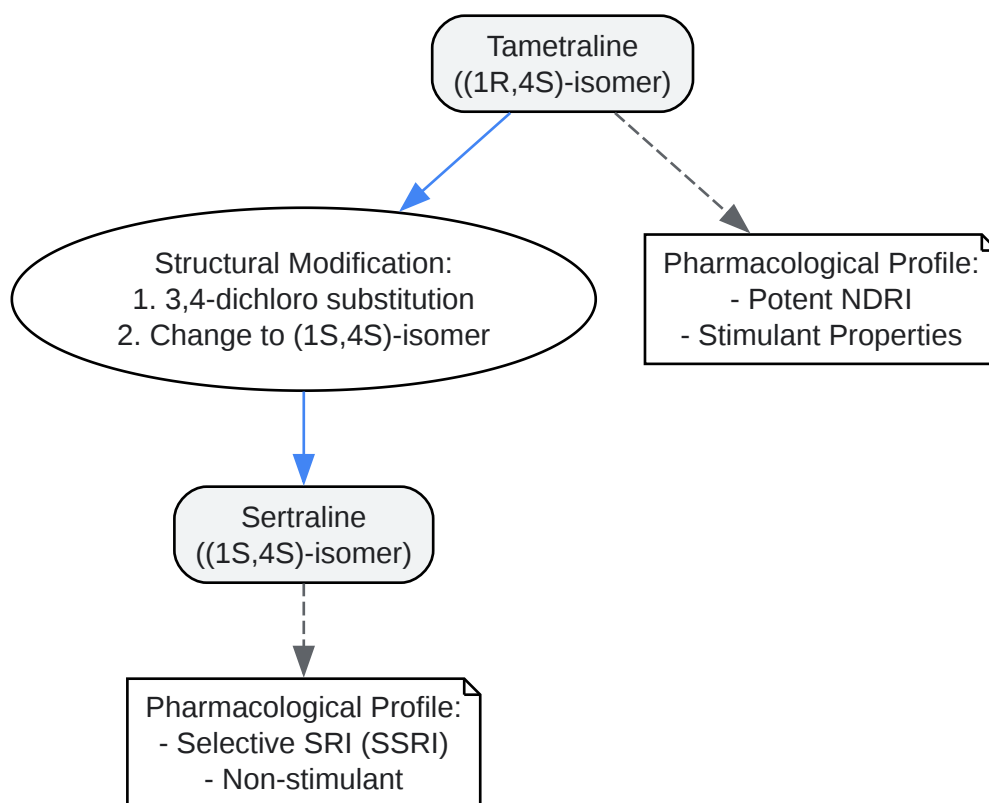 Tametraline
((1R,4S)-isomer)
Structural Modification:
1. 3,4-dichloro substitution
2. Change to (1S,4S)-isomer
Pharmacological Profile:
- Potent NDRI
- Stimulant Properties
Sertraline
((1S,4S)-isomer)
Pharmacological Profile:
- Selective SRI (SSRI)
- Non-stimulant